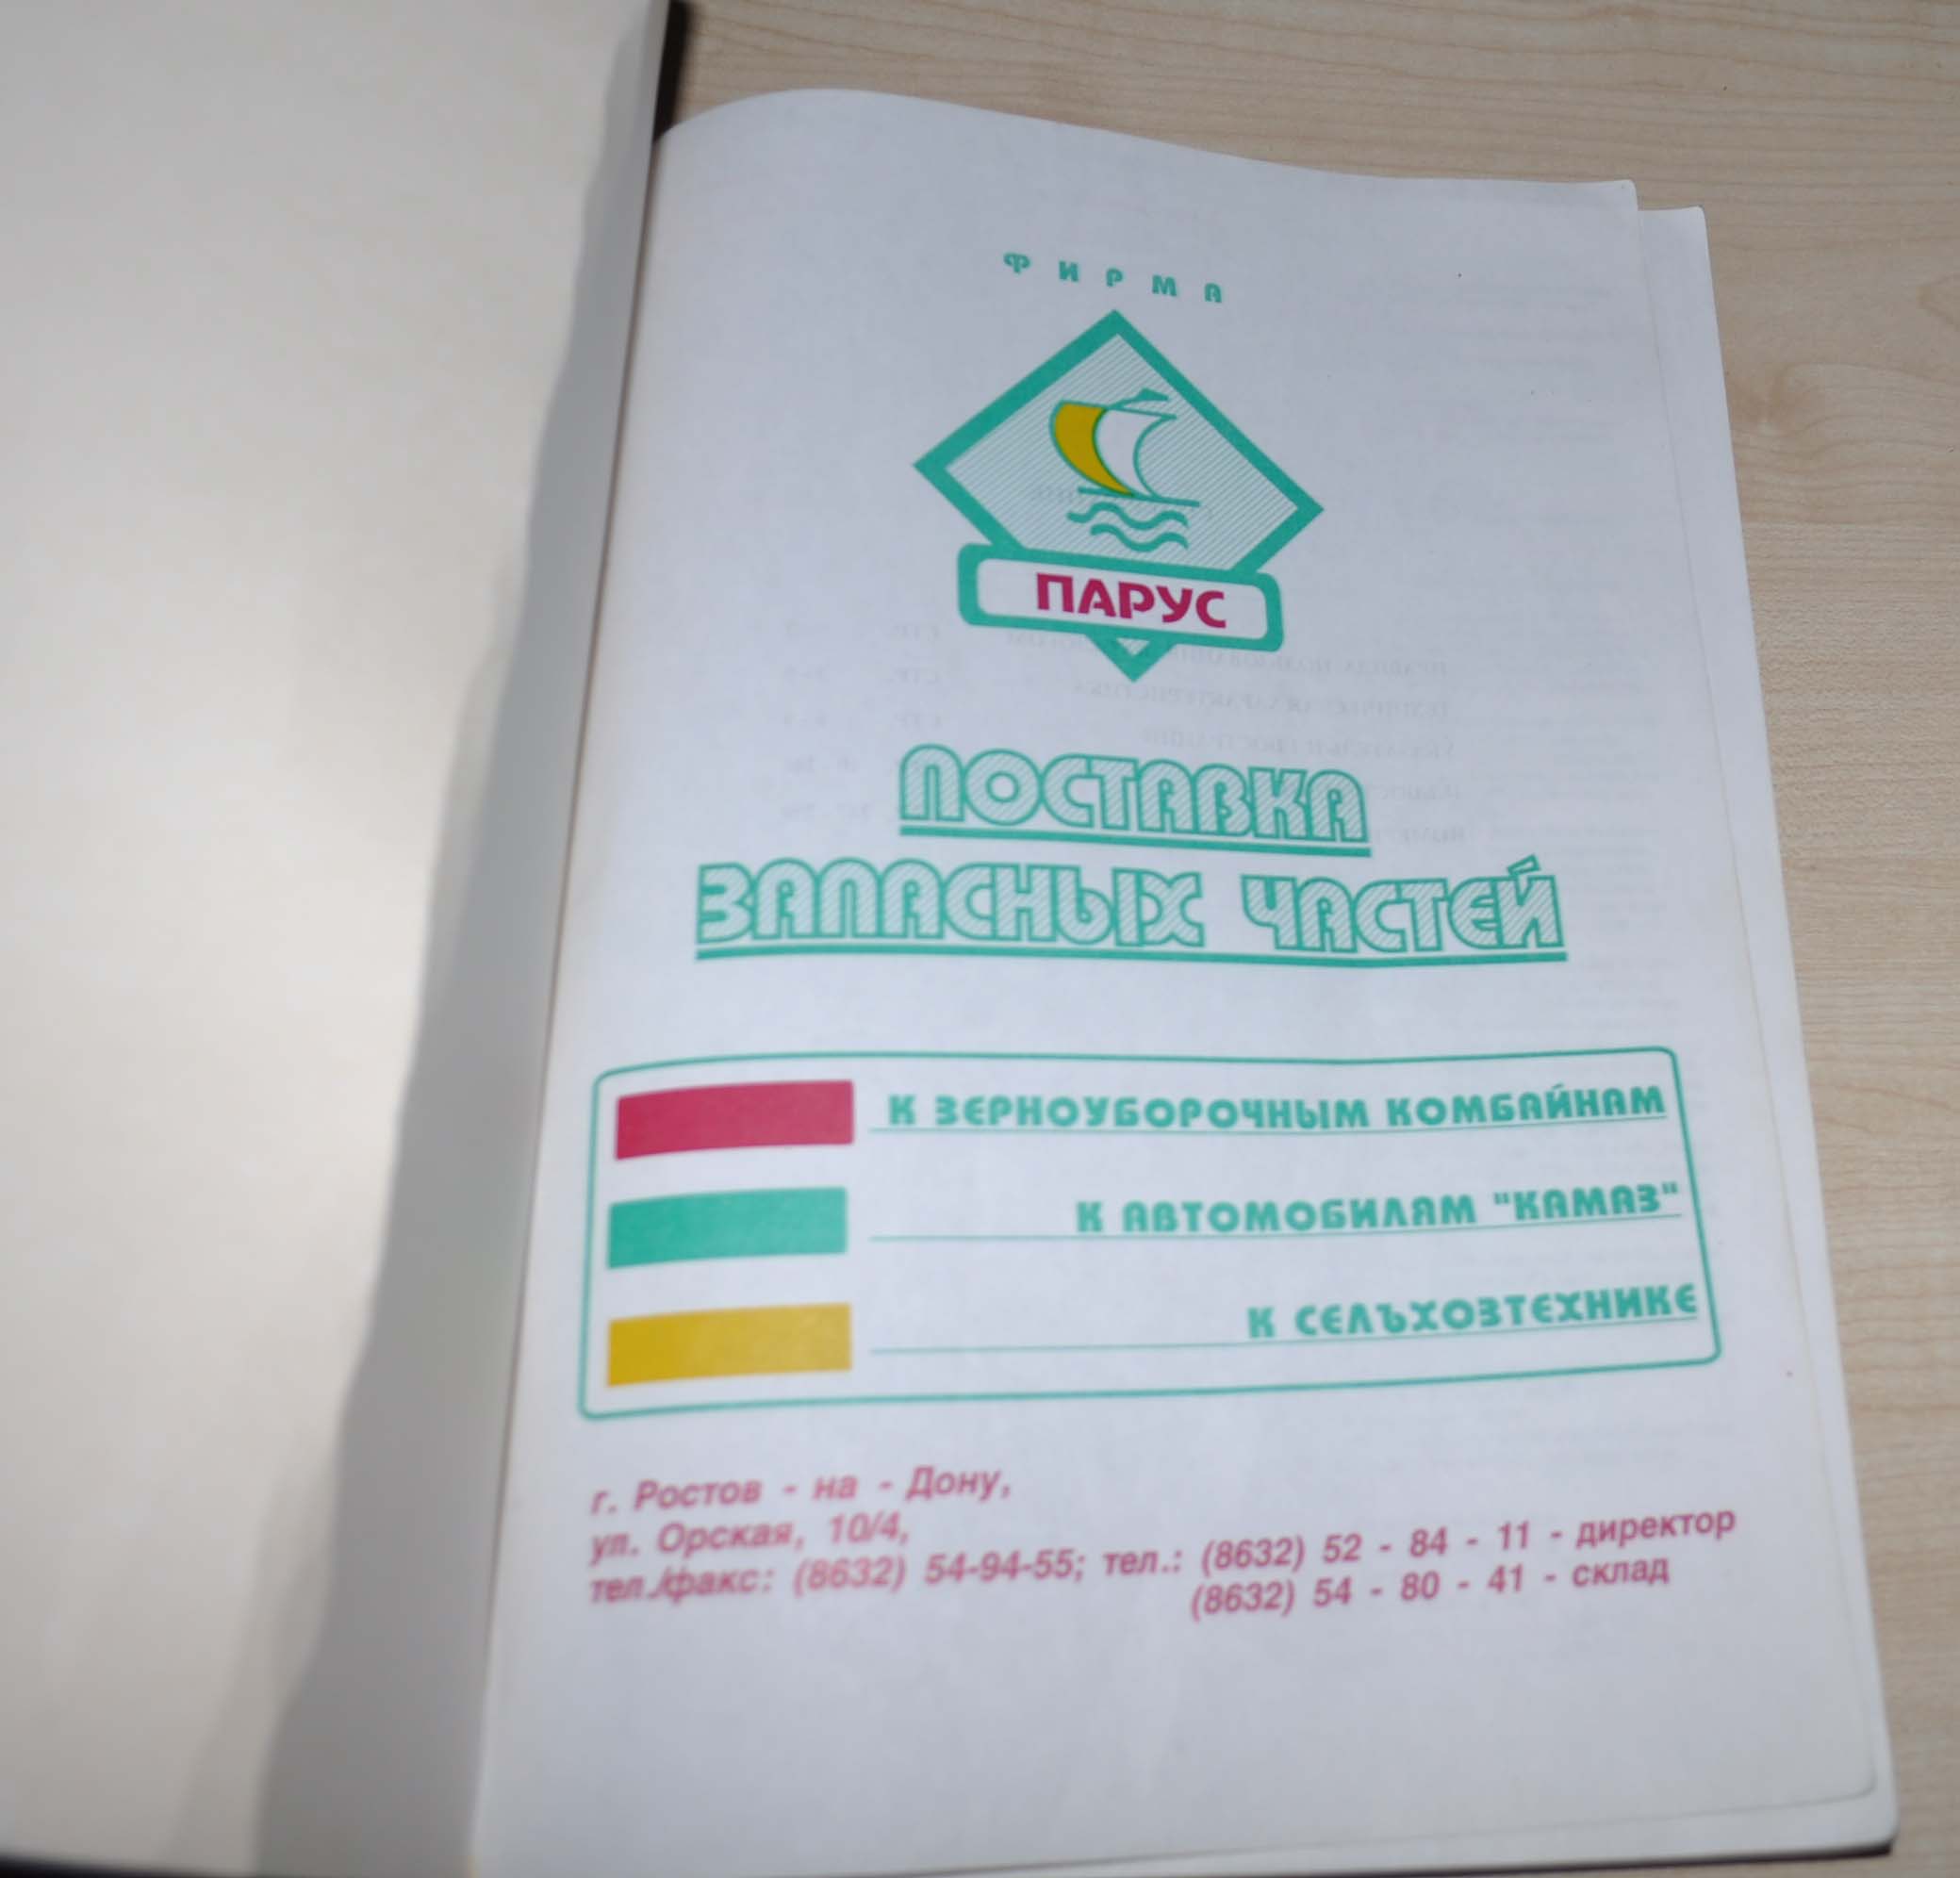 ФИРМА
ПАРУС
ПОСТАВКА
ЗАПАСНЫХ ЧАСТЕЙ
К ЗЕРНОУБОРОЧНЫМ КОМБАЙНАМ
К АВТОМОБИЛЯМ "КАМАЗ"
К СЕЛЬХОЗТЕХНИКЕ
г. Ростов - на - Дону,
ул. Орская, 10/4,
тел./факс: (8632) 54-94-55; тел.: (8632) 52 - 84 - 11 - директор
(8632) 54 - 80 - 41 - склад